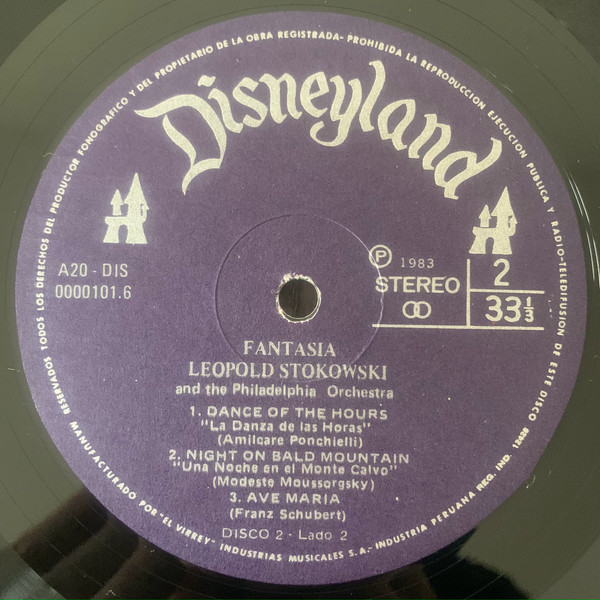 RESERVADOS TODOS LOS DERECHOS DEL PRODUCTOR FONOGRAFICO Y DEL PROPIETARIO DE LA OBRA REGISTRADA- PROHIBIDA LA REPRODUCCION EJECUCION PUBLICA Y RADIO-TELEDIFUSION DE ESTE DISCO
Disneyland
A20 - DIS
0000101.6
℗ 1983
STEREO
2
33 1/3
FANTASIA
LEOPOLD STOKOWSKI
and the Philadelphia Orchestra
1. DANCE OF THE HOURS
"La Danza de las Horas"
(Amilcare Ponchielli)
2. NIGHT ON BALD MOUNTAIN
"Una Noche en el Monte Calvo"
(Modeste Moussorgsky)
3. AVE MARIA
(Franz Schubert)
DISCO 2 - Lado 2
MANUFACTURADO POR "EL VIRREY- INDUSTRIAS MUSICALES S.A.- INDUSTRIA PERUANA REG. IND. 12428